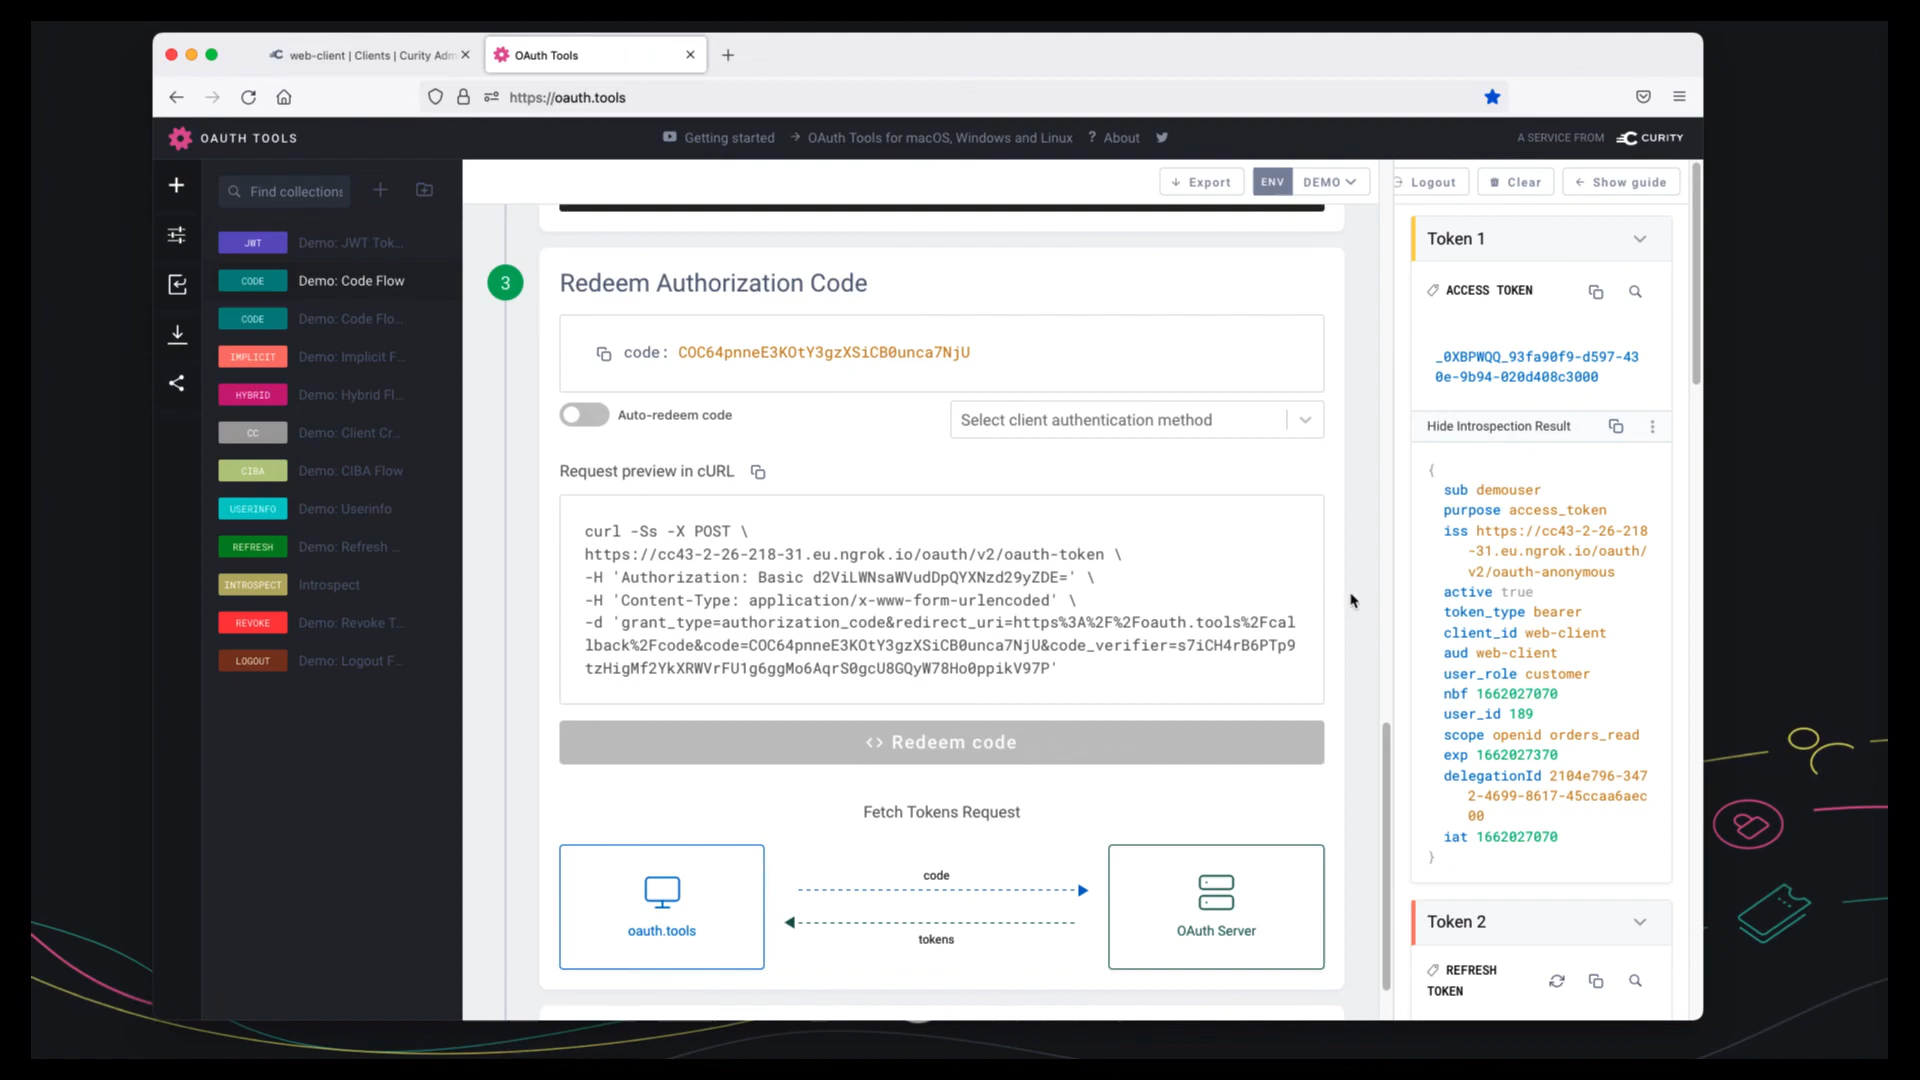 web-client | Clients | Curity Adm
OAuth Tools
https://oauth.tools
OAUTH TOOLS
Getting started
OAuth Tools for macOS, Windows and Linux
? About
A SERVICE FROM
CURITY
Find collections
Export
ENV
DEMO
Logout
Clear
Show guide
JWT Demo: JWT Tok...
CODE Demo: Code Flow
CODE Demo: Code Flo...
IMPLICIT Demo: Implicit F...
HYBRID Demo: Hybrid Fl...
CC Demo: Client Cr...
CIBA Demo: CIBA Flow
USERINFO Demo: Userinfo
REFRESH Demo: Refresh ...
INTROSPECT Introspect
REVOKE Demo: Revoke T...
LOGOUT Demo: Logout F...
3
Redeem Authorization Code
code: COC64pnneE3KOtY3gzXSiCB0unca7NjU
Auto-redeem code
Select client authentication method
Request preview in cURL
curl -Ss -X POST \
https://cc43-2-26-218-31.eu.ngrok.io/oauth/v2/oauth-token \
-H 'Authorization: Basic d2ViLWNsaWVudDpQYXNzd29yZDE=' \
-H 'Content-Type: application/x-www-form-urlencoded' \
-d 'grant_type=authorization_code&redirect_uri=https%3A%2F%2Foauth.tools%2Fcal
lback%2Fcode&code=COC64pnneE3KOtY3gzXSiCB0unca7NjU&code_verifier=s7iCH4rB6PTp9
tzHigMf2YkXRWVrFU1g6ggMo6AqrS0gcU8GQyW78Ho0ppikV97P'
<> Redeem code
Fetch Tokens Request
oauth.tools
code
tokens
OAuth Server
Token 1
ACCESS TOKEN
_0XBPWQQ_93fa90f9-d597-43
0e-9b94-020d408c3000
Hide Introspection Result
{
sub demouser
purpose access_token
iss https://cc43-2-26-218
-31.eu.ngrok.io/oauth/
v2/oauth-anonymous
active true
token_type bearer
client_id web-client
aud web-client
user_role customer
nbf 1662027070
user_id 189
scope openid orders_read
exp 1662027370
delegationId 2104e796-347
2-4699-8617-45ccaa6aec
00
iat 1662027070
}
Token 2
REFRESH
TOKEN